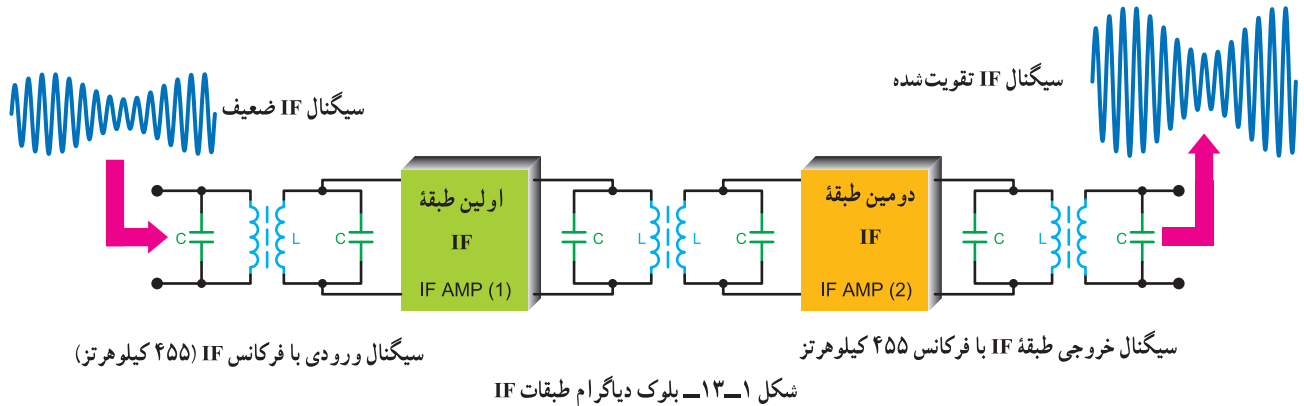 سیگنال IF تقویت‌شده
سیگنال IF ضعیف
C
L
C
اولین طبقهٔ
IF
IF AMP (1)
C
L
C
دومین طبقهٔ
IF
IF AMP (2)
C
L
C
سیگنال ورودی با فرکانس IF (۴۵۵ کیلوهرتز)
سیگنال خروجی طبقهٔ IF با فرکانس ۴۵۵ کیلوهرتز
شکل ۱ــ۱۳ــ بلوک دیاگرام طبقات IF